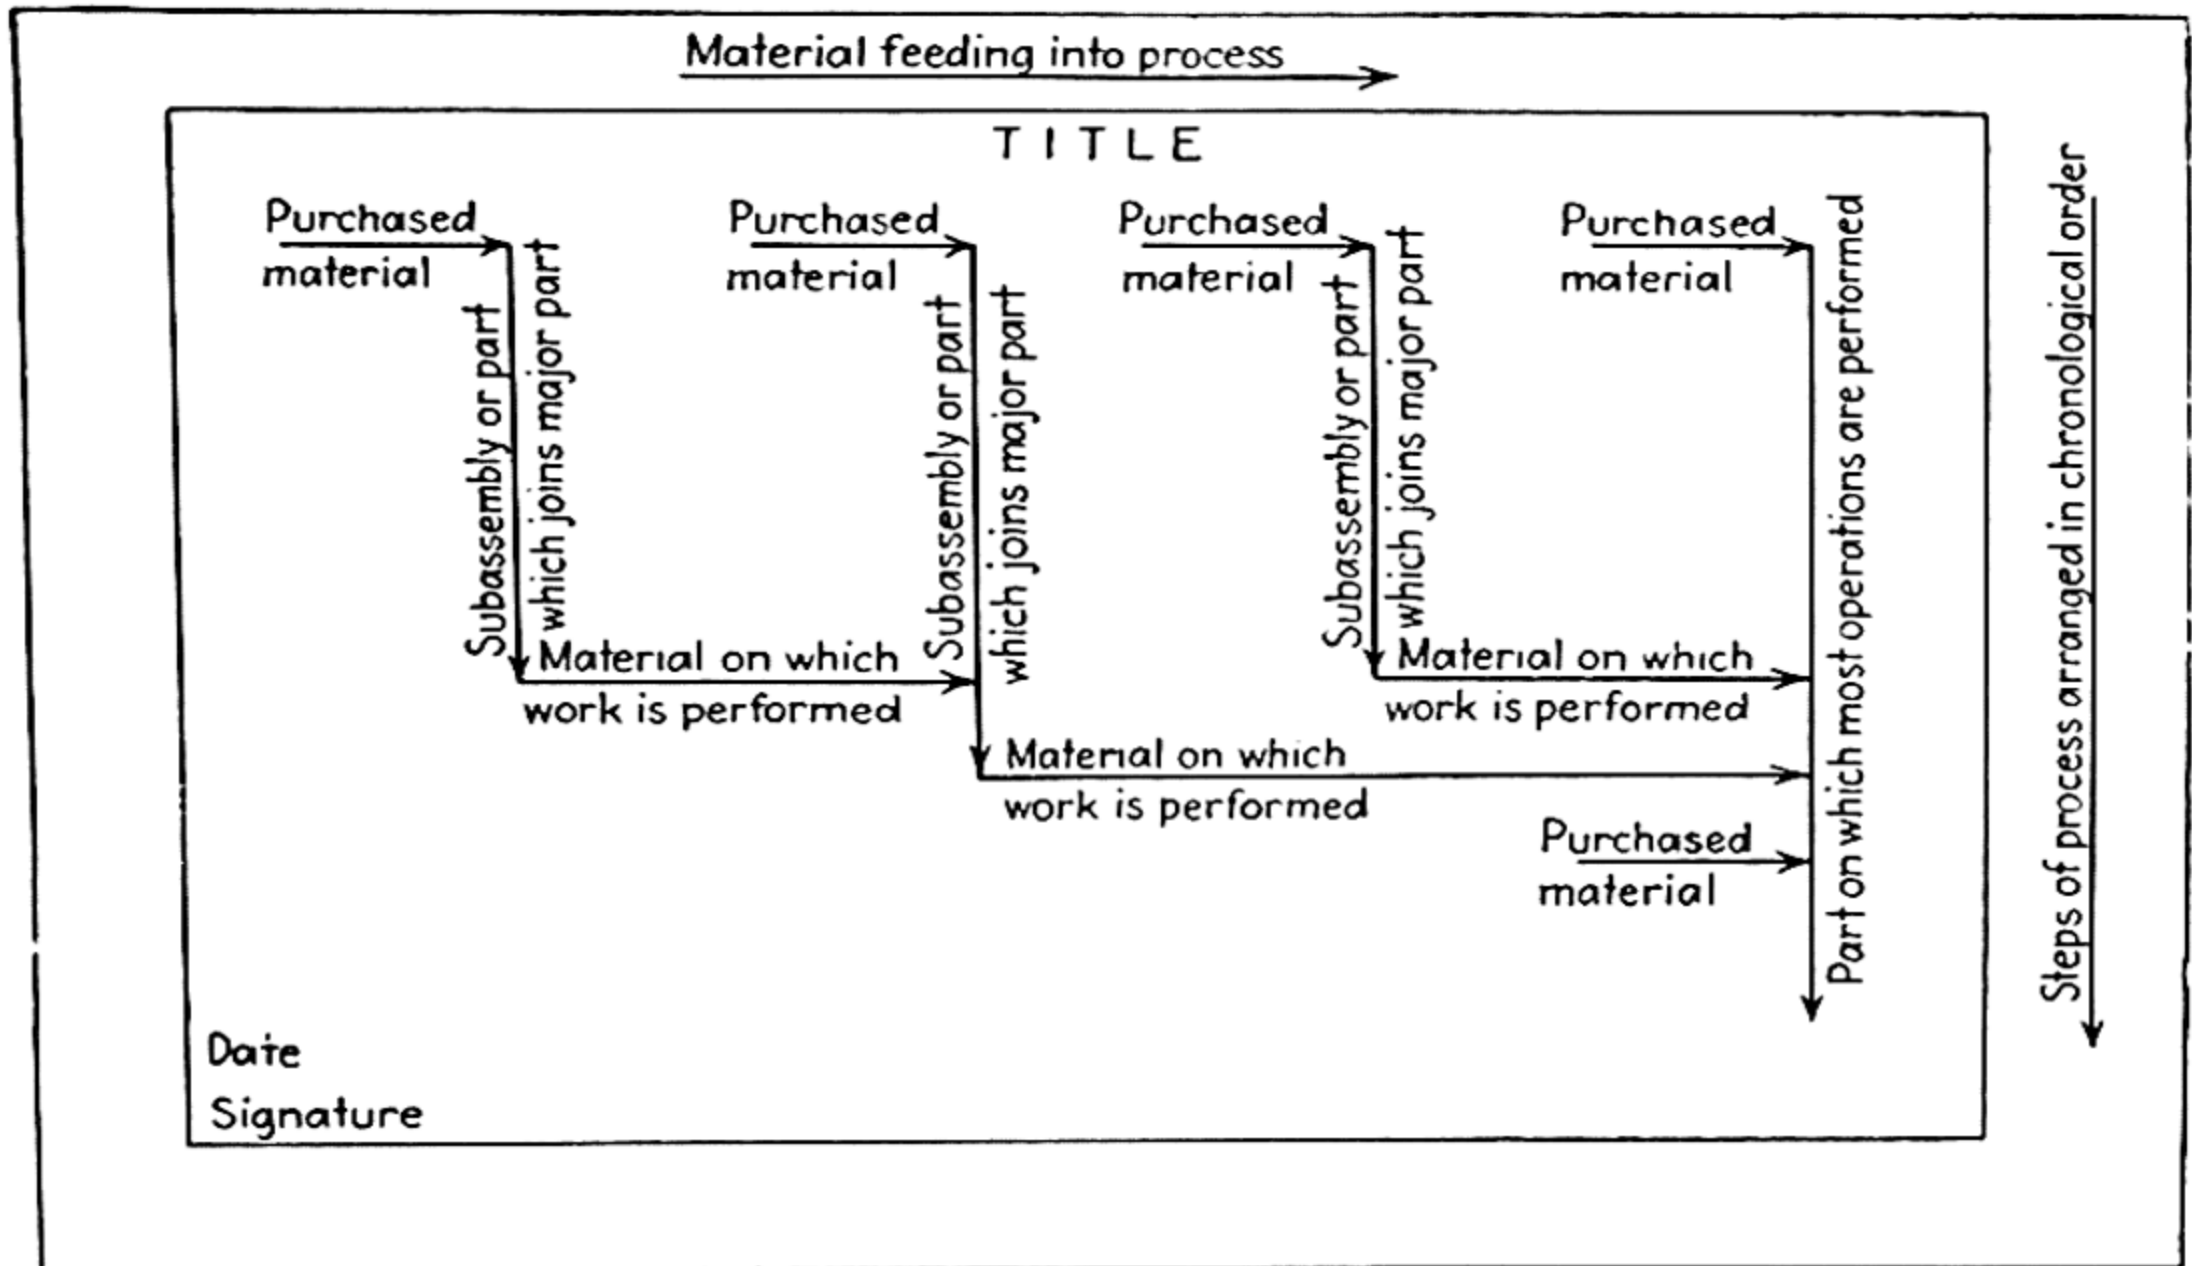 Material feeding into process
TITLE
Purchased
material
Subassembly or part
which joins major part
Purchased
material
Subassembly or part
which joins major part
Purchased
material
Subassembly or part
which joins major part
Purchased
material
Part on which most operations are performed
Steps of process arranged in chronological order
Material on which
work is performed
Material on which
work is performed
Material on which
work is performed
Purchased
material
Date
Signature